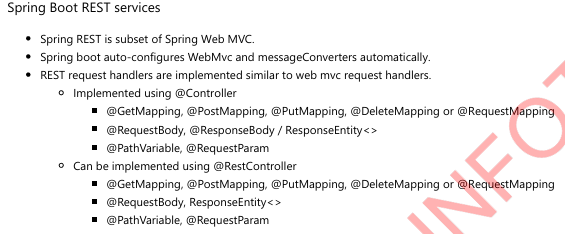 Spring Boot REST services
• Spring REST is subset of Spring Web MVC.
• Spring boot auto-configures WebMvc and messageConverters automatically.
• REST request handlers are implemented similar to web mvc request handlers.
○ Implemented using @Controller
▪ @GetMapping, @PostMapping, @PutMapping, @DeleteMapping or @RequestMapping
▪ @RequestBody, @ResponseBody / ResponseEntity<>
▪ @PathVariable, @RequestParam
○ Can be implemented using @RestController
▪ @GetMapping, @PostMapping, @PutMapping, @DeleteMapping or @RequestMapping
▪ @RequestBody, ResponseEntity<>
▪ @PathVariable, @RequestParam